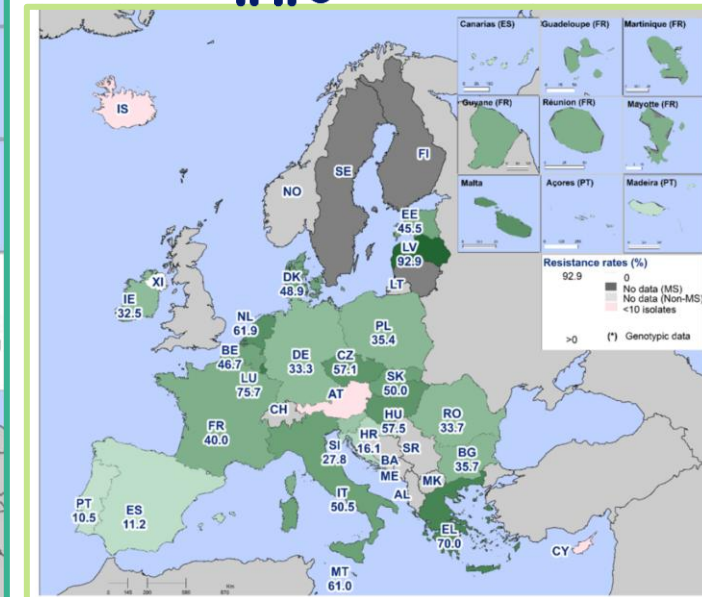 Canarias (ES)
Guadeloupe (FR)
Martinique (FR)
Guyane (FR)
Réunion (FR)
Mayotte (FR)
Malta
Açores (PT)
Madeira (PT)
IS
NO
SE
FI
EE
45.5
LV
92.9
LT
DK
48.9
XI
IE
32.5
NL
61.9
BE
46.7
LU
75.7
DE
33.3
PL
35.4
CZ
57.1
SK
50.0
AT
CH
HU
57.5
RO
33.7
FR
40.0
SI
27.8
HR
16.1
BA
SR
ME
BG
35.7
MK
AL
IT
50.5
PT
10.5
ES
11.2
EL
70.0
CY
MT
61.0
Resistance rates (%)
92.9
0
No data (MS)
No data (Non-MS)
<10 isolates
>0
(*) Genotypic data